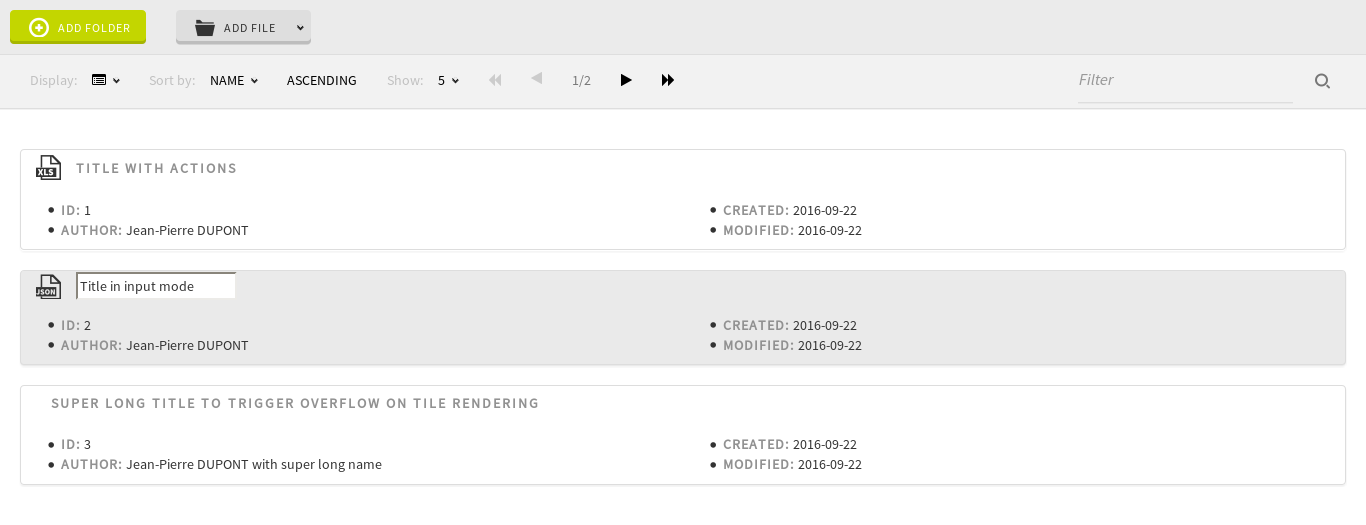 ADD FOLDER ADD FILE
Display: Sort by: NAME ASCENDING Show: 5 1/2 Filter
XLS TITLE WITH ACTIONS
ID: 1 CREATED: 2016-09-22
AUTHOR: Jean-Pierre DUPONT MODIFIED: 2016-09-22
JSON Title in input mode
ID: 2 CREATED: 2016-09-22
AUTHOR: Jean-Pierre DUPONT MODIFIED: 2016-09-22
SUPER LONG TITLE TO TRIGGER OVERFLOW ON TILE RENDERING
ID: 3 CREATED: 2016-09-22
AUTHOR: Jean-Pierre DUPONT with super long name MODIFIED: 2016-09-22